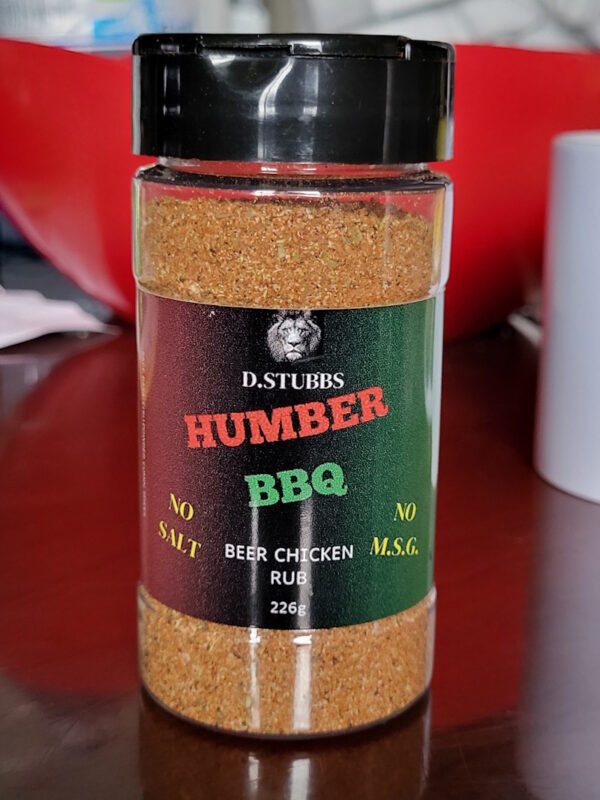 D.STUBBS
HUMBER
BBQ
NO
SALT
NO
M.S.G.
BEER CHICKEN
RUB
226g